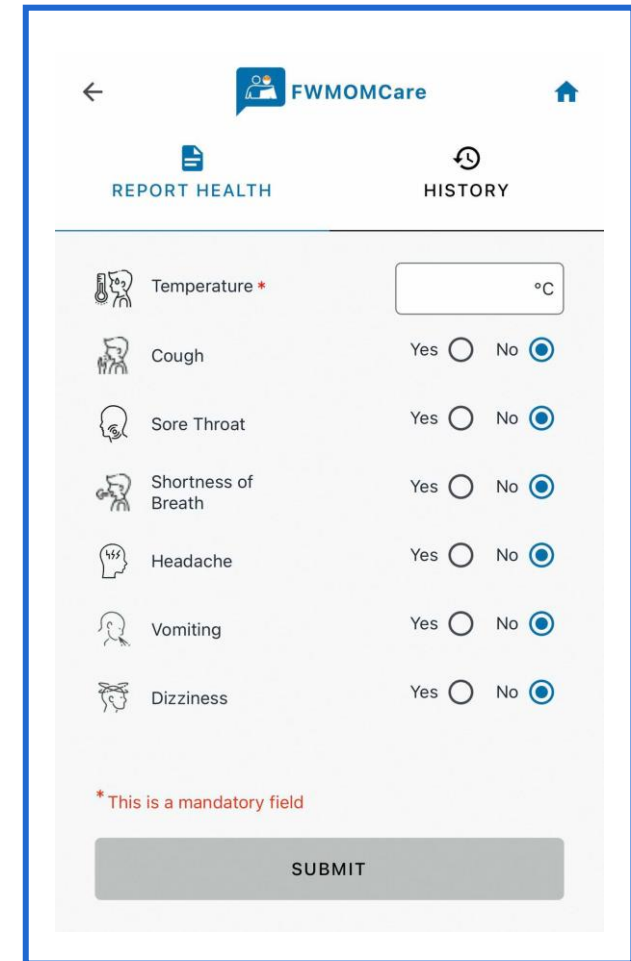 FWMOMCare
REPORT HEALTH
HISTORY
Temperature *
°C
Cough
Yes No
Sore Throat
Yes No
Shortness of
Breath
Yes No
Headache
Yes No
Vomiting
Yes No
Dizziness
Yes No
* This is a mandatory field
SUBMIT